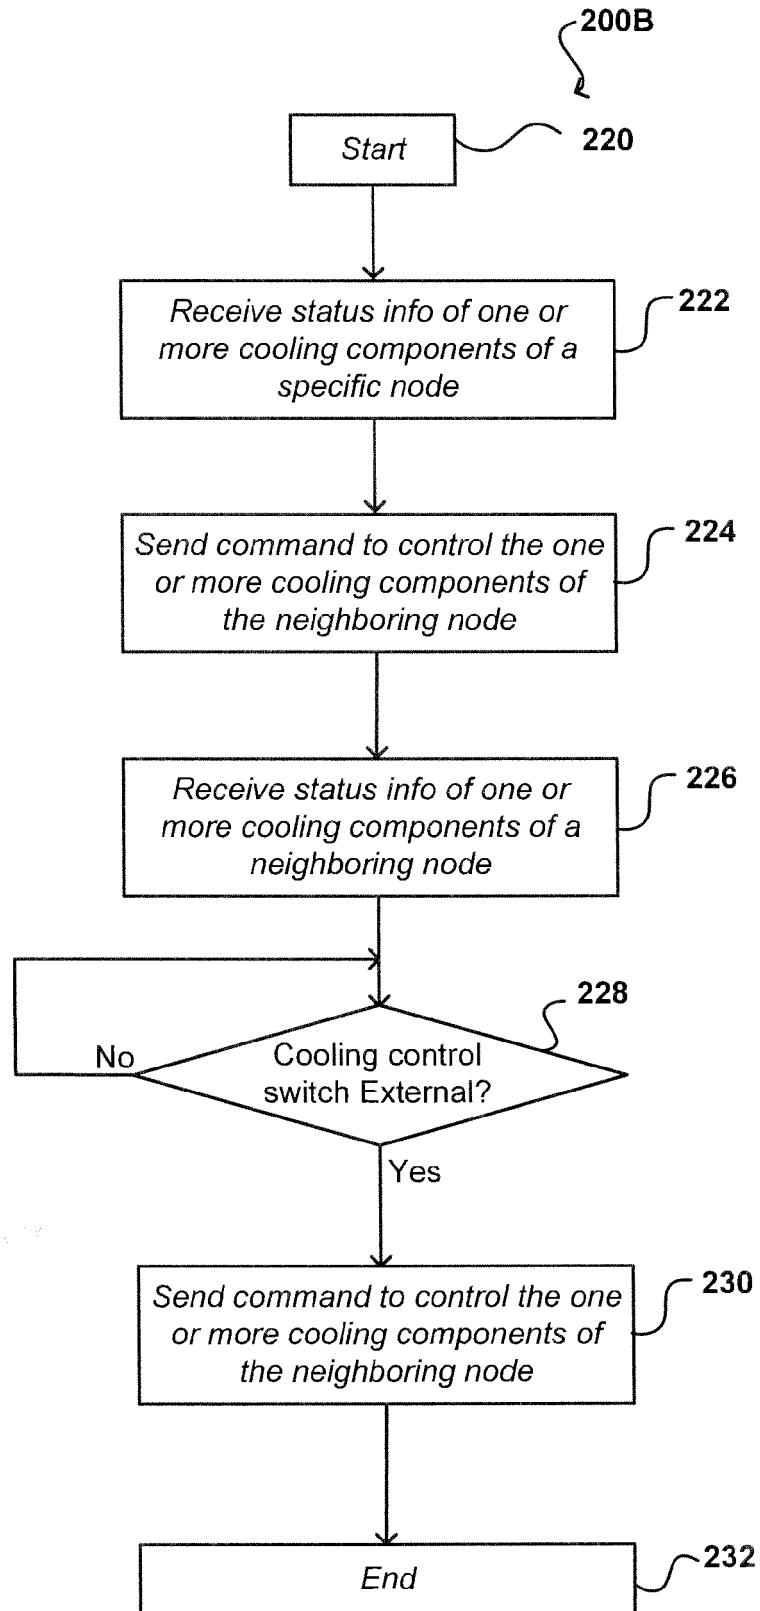 200B
Start
220
Receive status info of one or
more cooling components of a
specific node
222
Send command to control the one
or more cooling components of
the neighboring node
224
Receive status info of one or
more cooling components of a
neighboring node
226
228
Cooling control
switch External?
No
Yes
Send command to control the one
or more cooling components of
the neighboring node
230
End
232